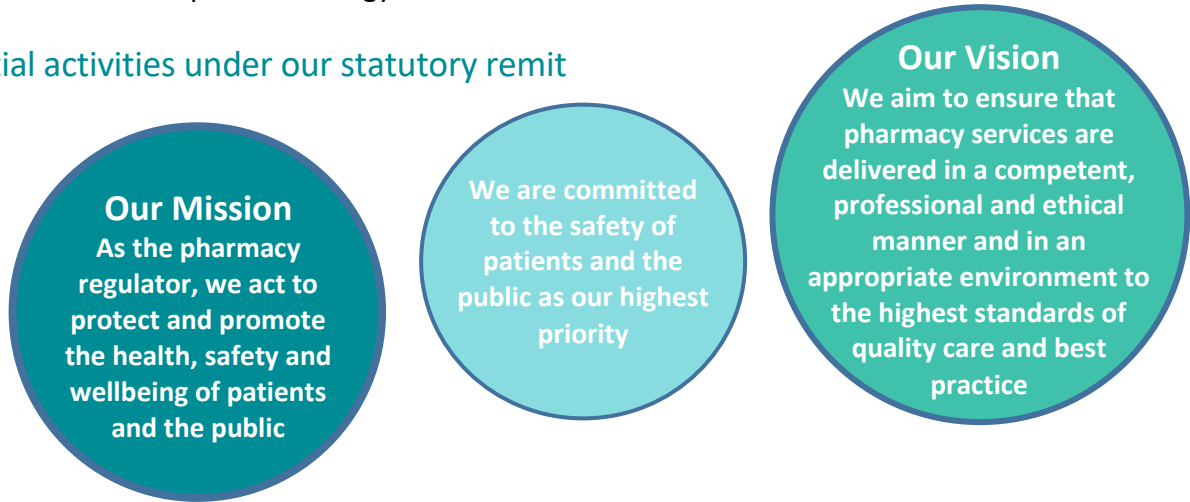 tial activities under our statutory remit
Our Mission
As the pharmacy
regulator, we act to
protect and promote
the health, safety and
wellbeing of patients
and the public
We are committed
to the safety of
patients and the
public as our highest
priority
Our Vision
We aim to ensure that
pharmacy services are
delivered in a competent,
professional and ethical
manner and in an
appropriate environment to
the highest standards of
quality care and best
practice